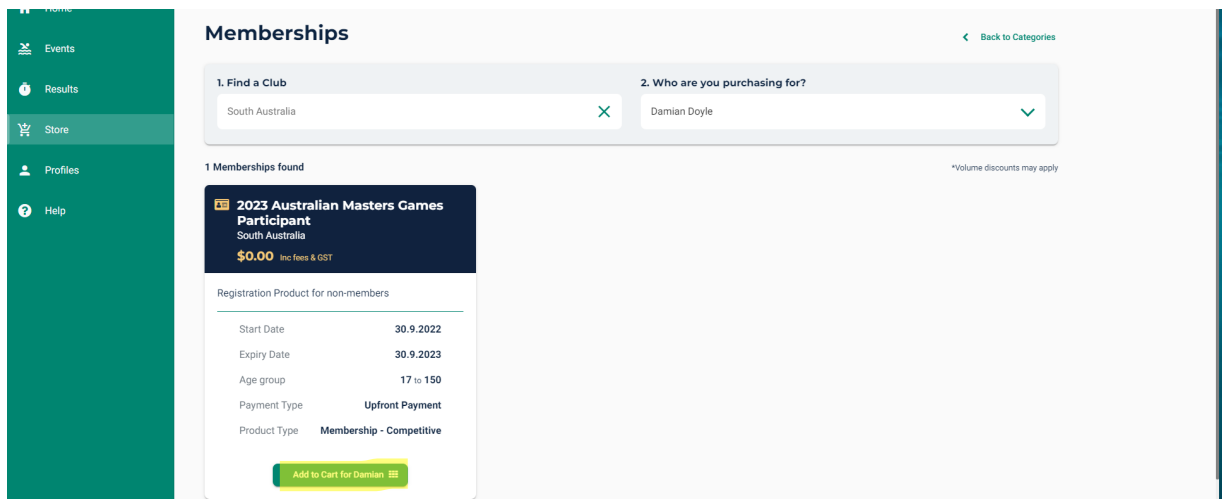 Home
Memberships
Back to Categories
Events
1. Find a Club
2. Who are you purchasing for?
Results
South Australia
Damian Doyle
Store
1 Memberships found
*Volume discounts may apply
Profiles
2023 Australian Masters Games
Participant
South Australia
Help
$0.00 Inc fees & GST
Registration Product for non-members
Start Date 30.9.2022
Expiry Date 30.9.2023
Age group 17 to 150
Payment Type Upfront Payment
Product Type Membership - Competitive
Add to Cart for Damian